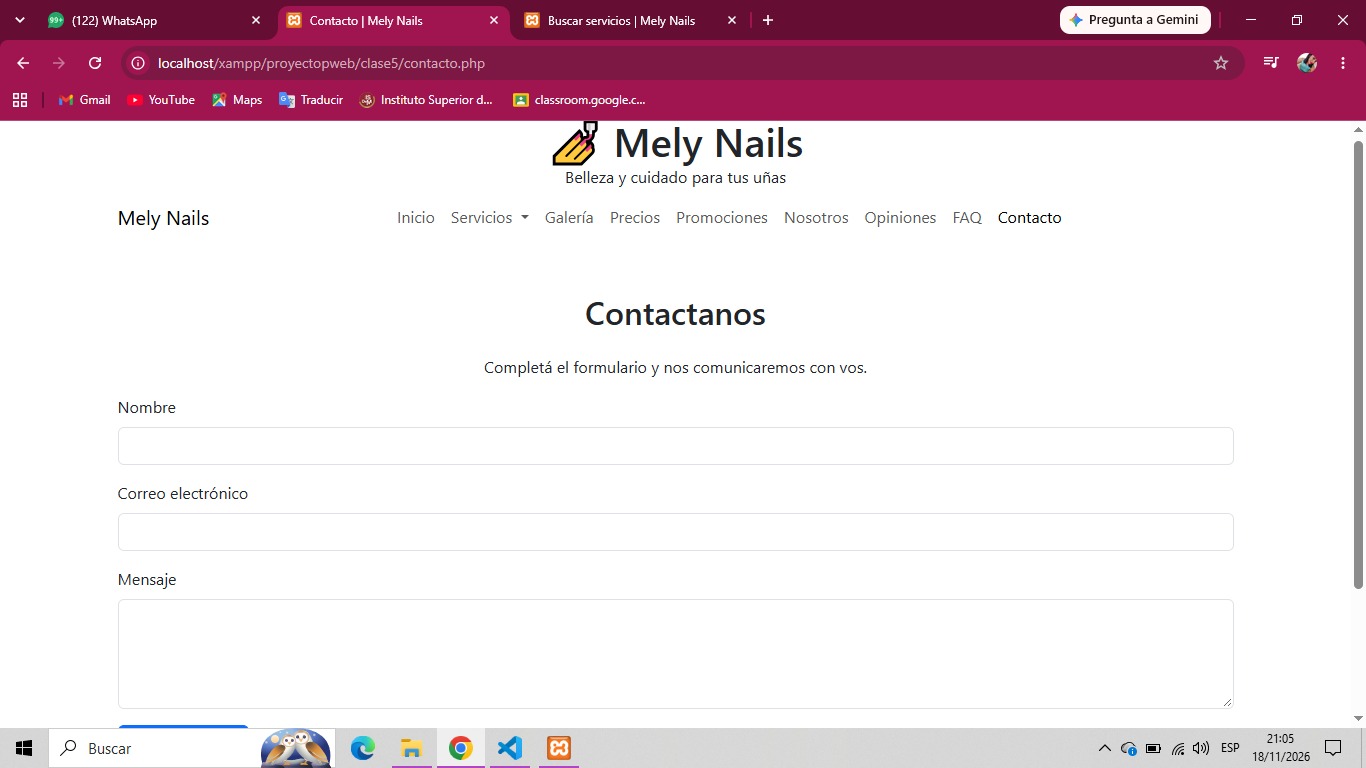 99+ (122) WhatsApp Contacto | Mely Nails Buscar servicios | Mely Nails Pregunta a Gemini
localhost/xampp/proyectopweb/clase5/contacto.php
Gmail YouTube Maps Traducir Instituto Superior d... classroom.google.c...
Mely Nails
Belleza y cuidado para tus uñas
Mely Nails Inicio Servicios Galería Precios Promociones Nosotros Opiniones FAQ Contacto
Contactanos
Completá el formulario y nos comunicaremos con vos.
Nombre
Correo electrónico
Mensaje
Buscar ESP 21:05
18/11/2026